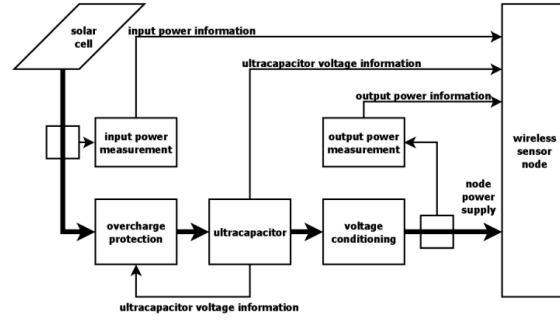 solar
cell
input power information
ultracapacitor voltage information
output power information
input power
measurement
output power
measurement
wireless
sensor
node
node
power
supply
overcharge
protection
ultracapacitor
voltage
conditioning
ultracapacitor voltage information